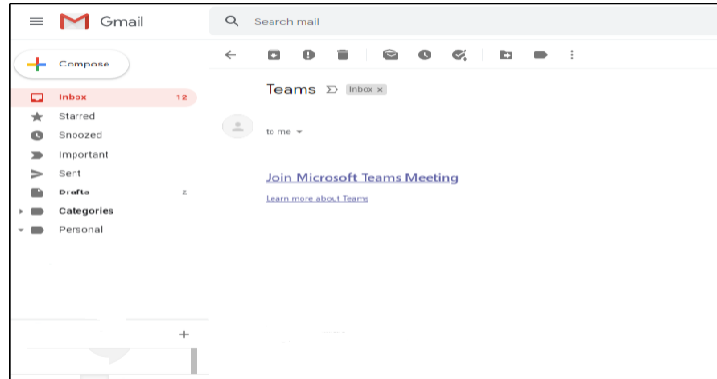 Gmail
Search mail
Compose
Teams
Inbox x
Inbox
12
Starred
to me
Snoozed
Important
Join Microsoft Teams Meeting
Sent
Drafts
Learn more about Teams
Categories
Personal
+